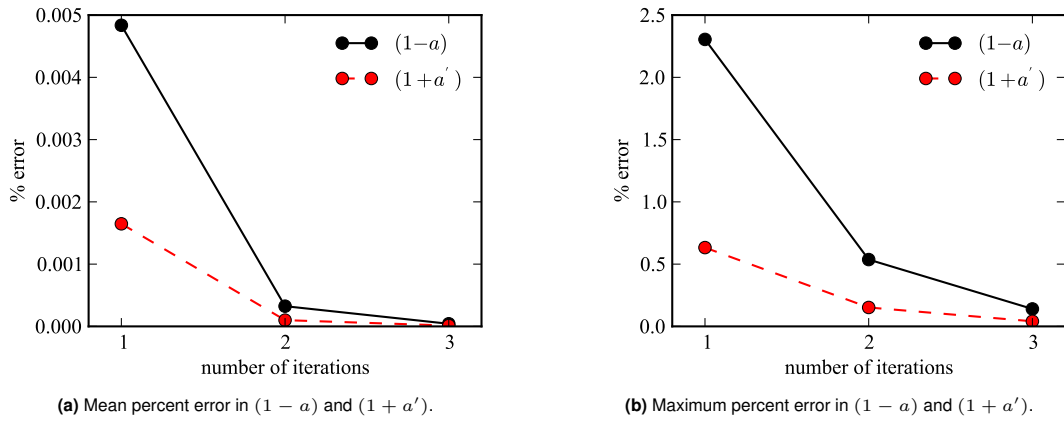 0.005
0.004
0.003
0.002
0.001
0.000
% error
(1−a)
(1+a′)
1 2 3
number of iterations
(a) Mean percent error in (1 − a) and (1 + a′).
2.5
2.0
1.5
1.0
0.5
0.0
% error
(1−a)
(1+a′)
1 2 3
number of iterations
(b) Maximum percent error in (1 − a) and (1 + a′).